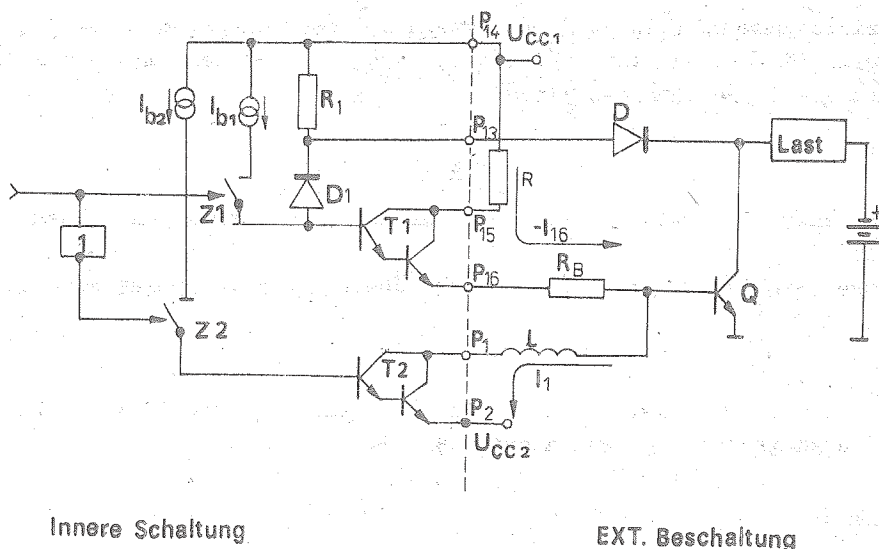 P14
UCC1
Ib2
Ib1
R1
P13
D
Last
+
D1
R
Z1
T1
P15
-I16
1
P16
RB
Q
Z2
P1
L
T2
I1
P2
UCC2
Innere Schaltung
EXT. Beschaltung